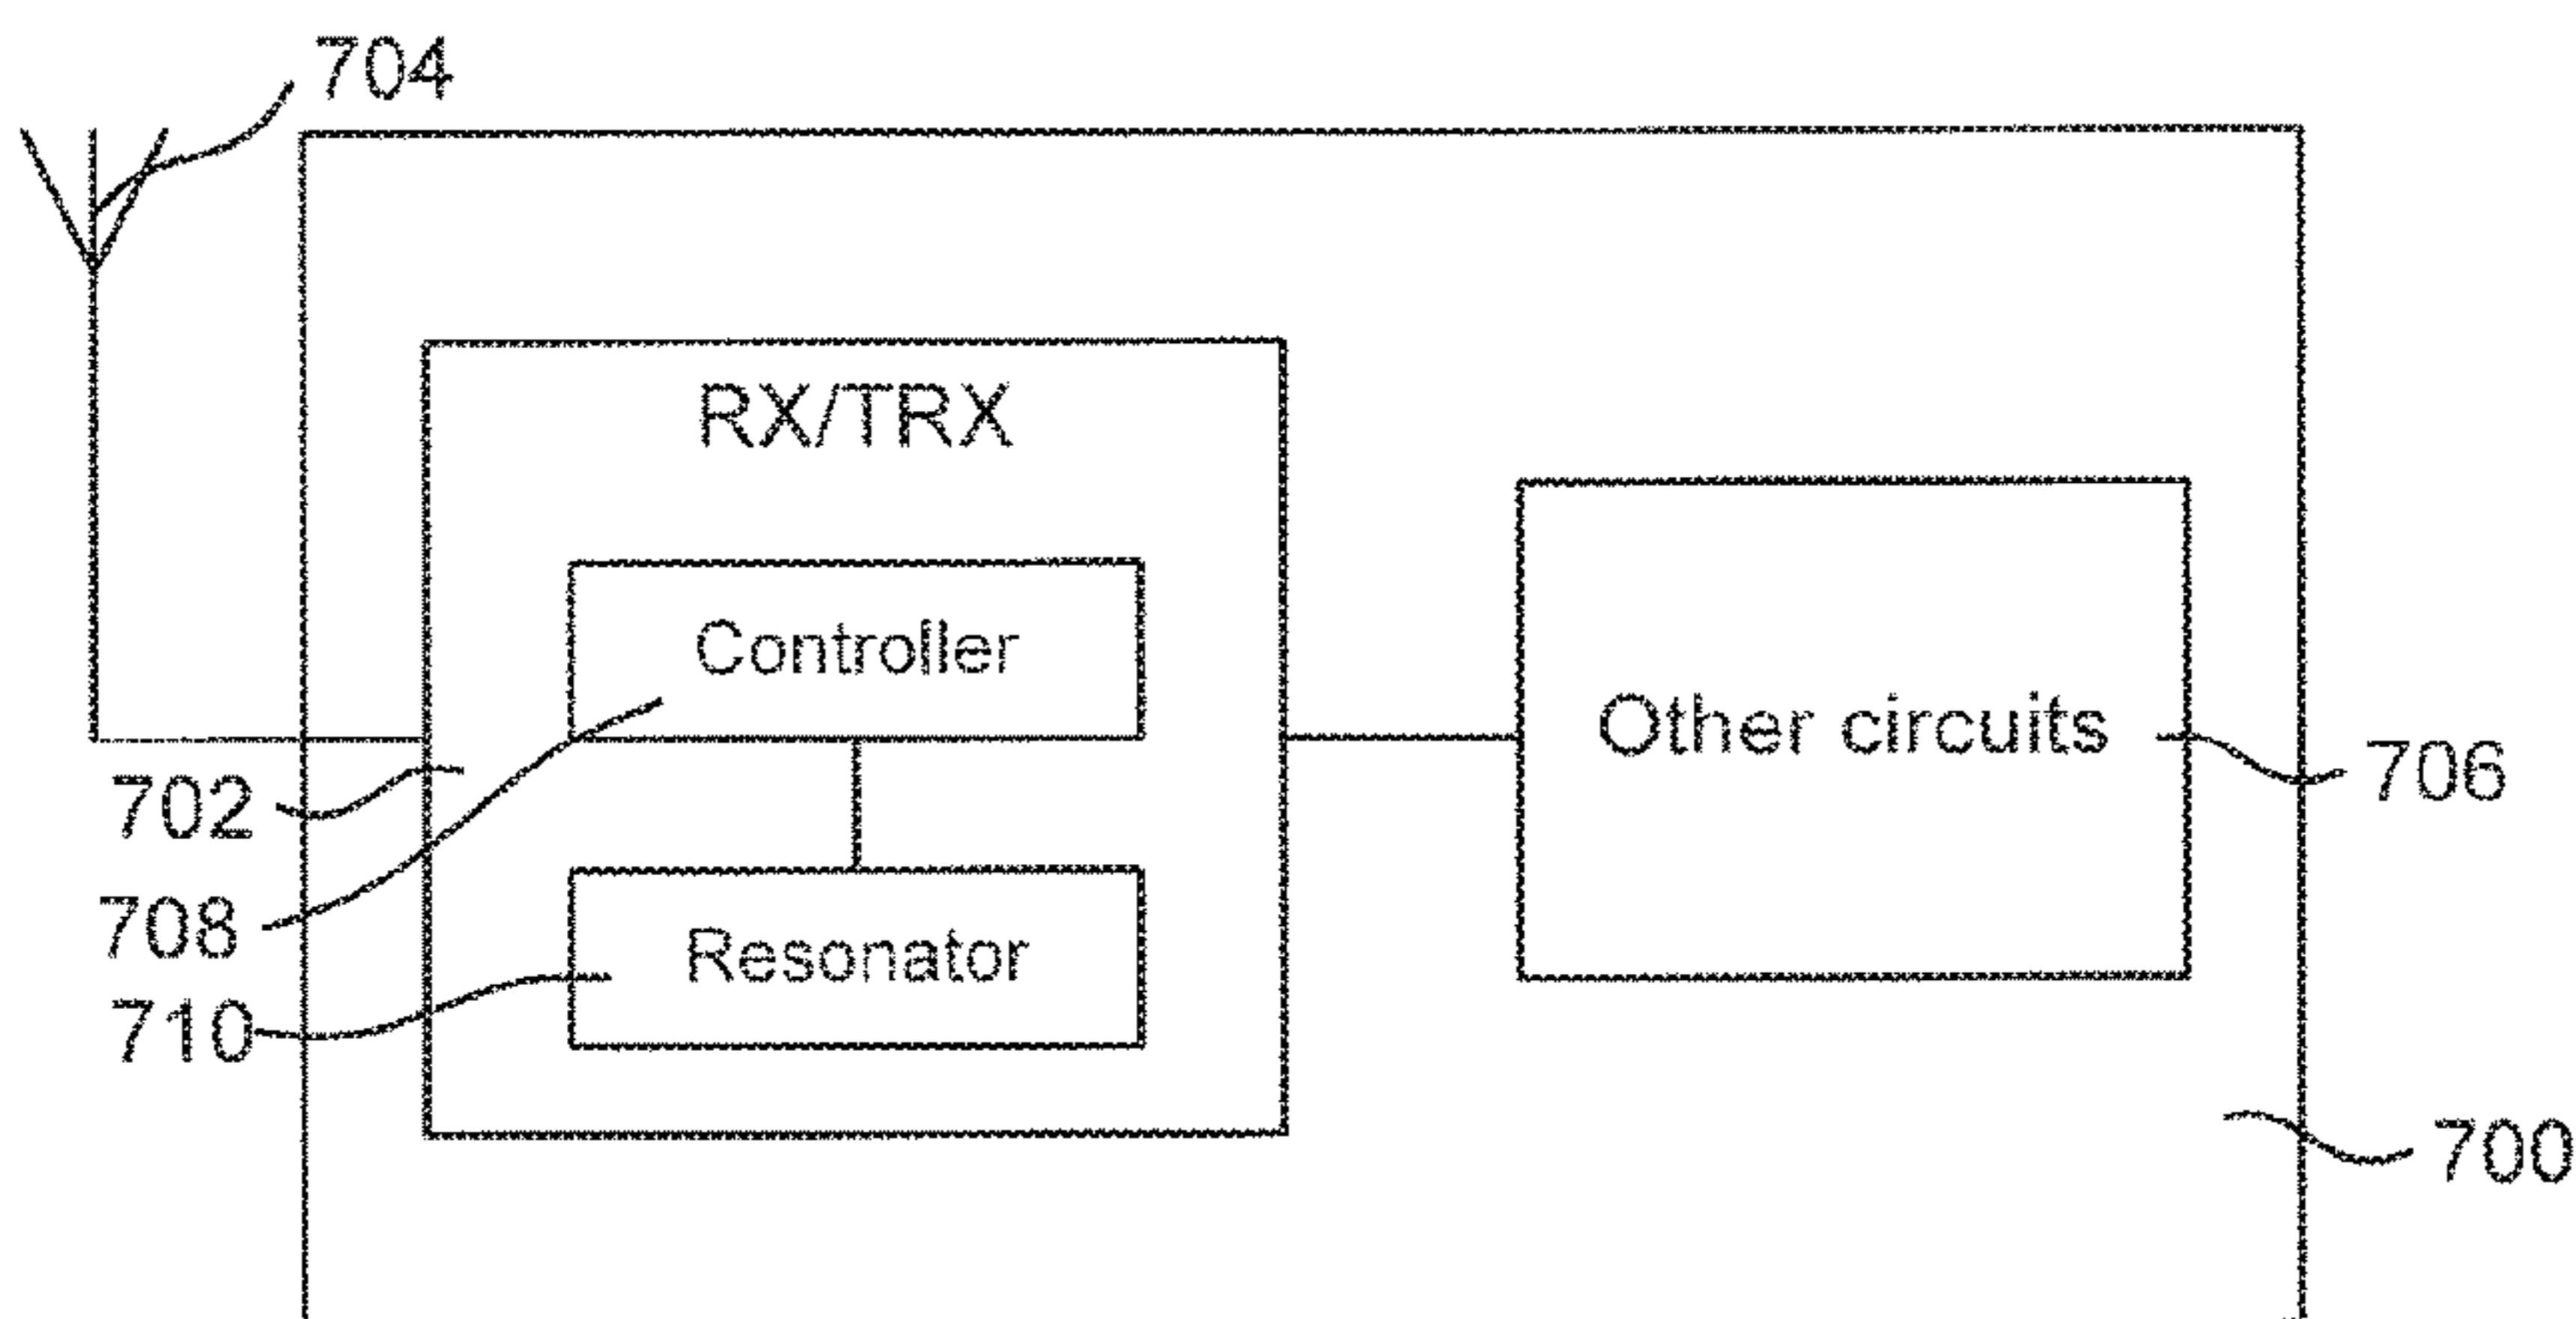 704
RX/TRX
Controller
Other circuits
702
706
708
Resonator
710
700